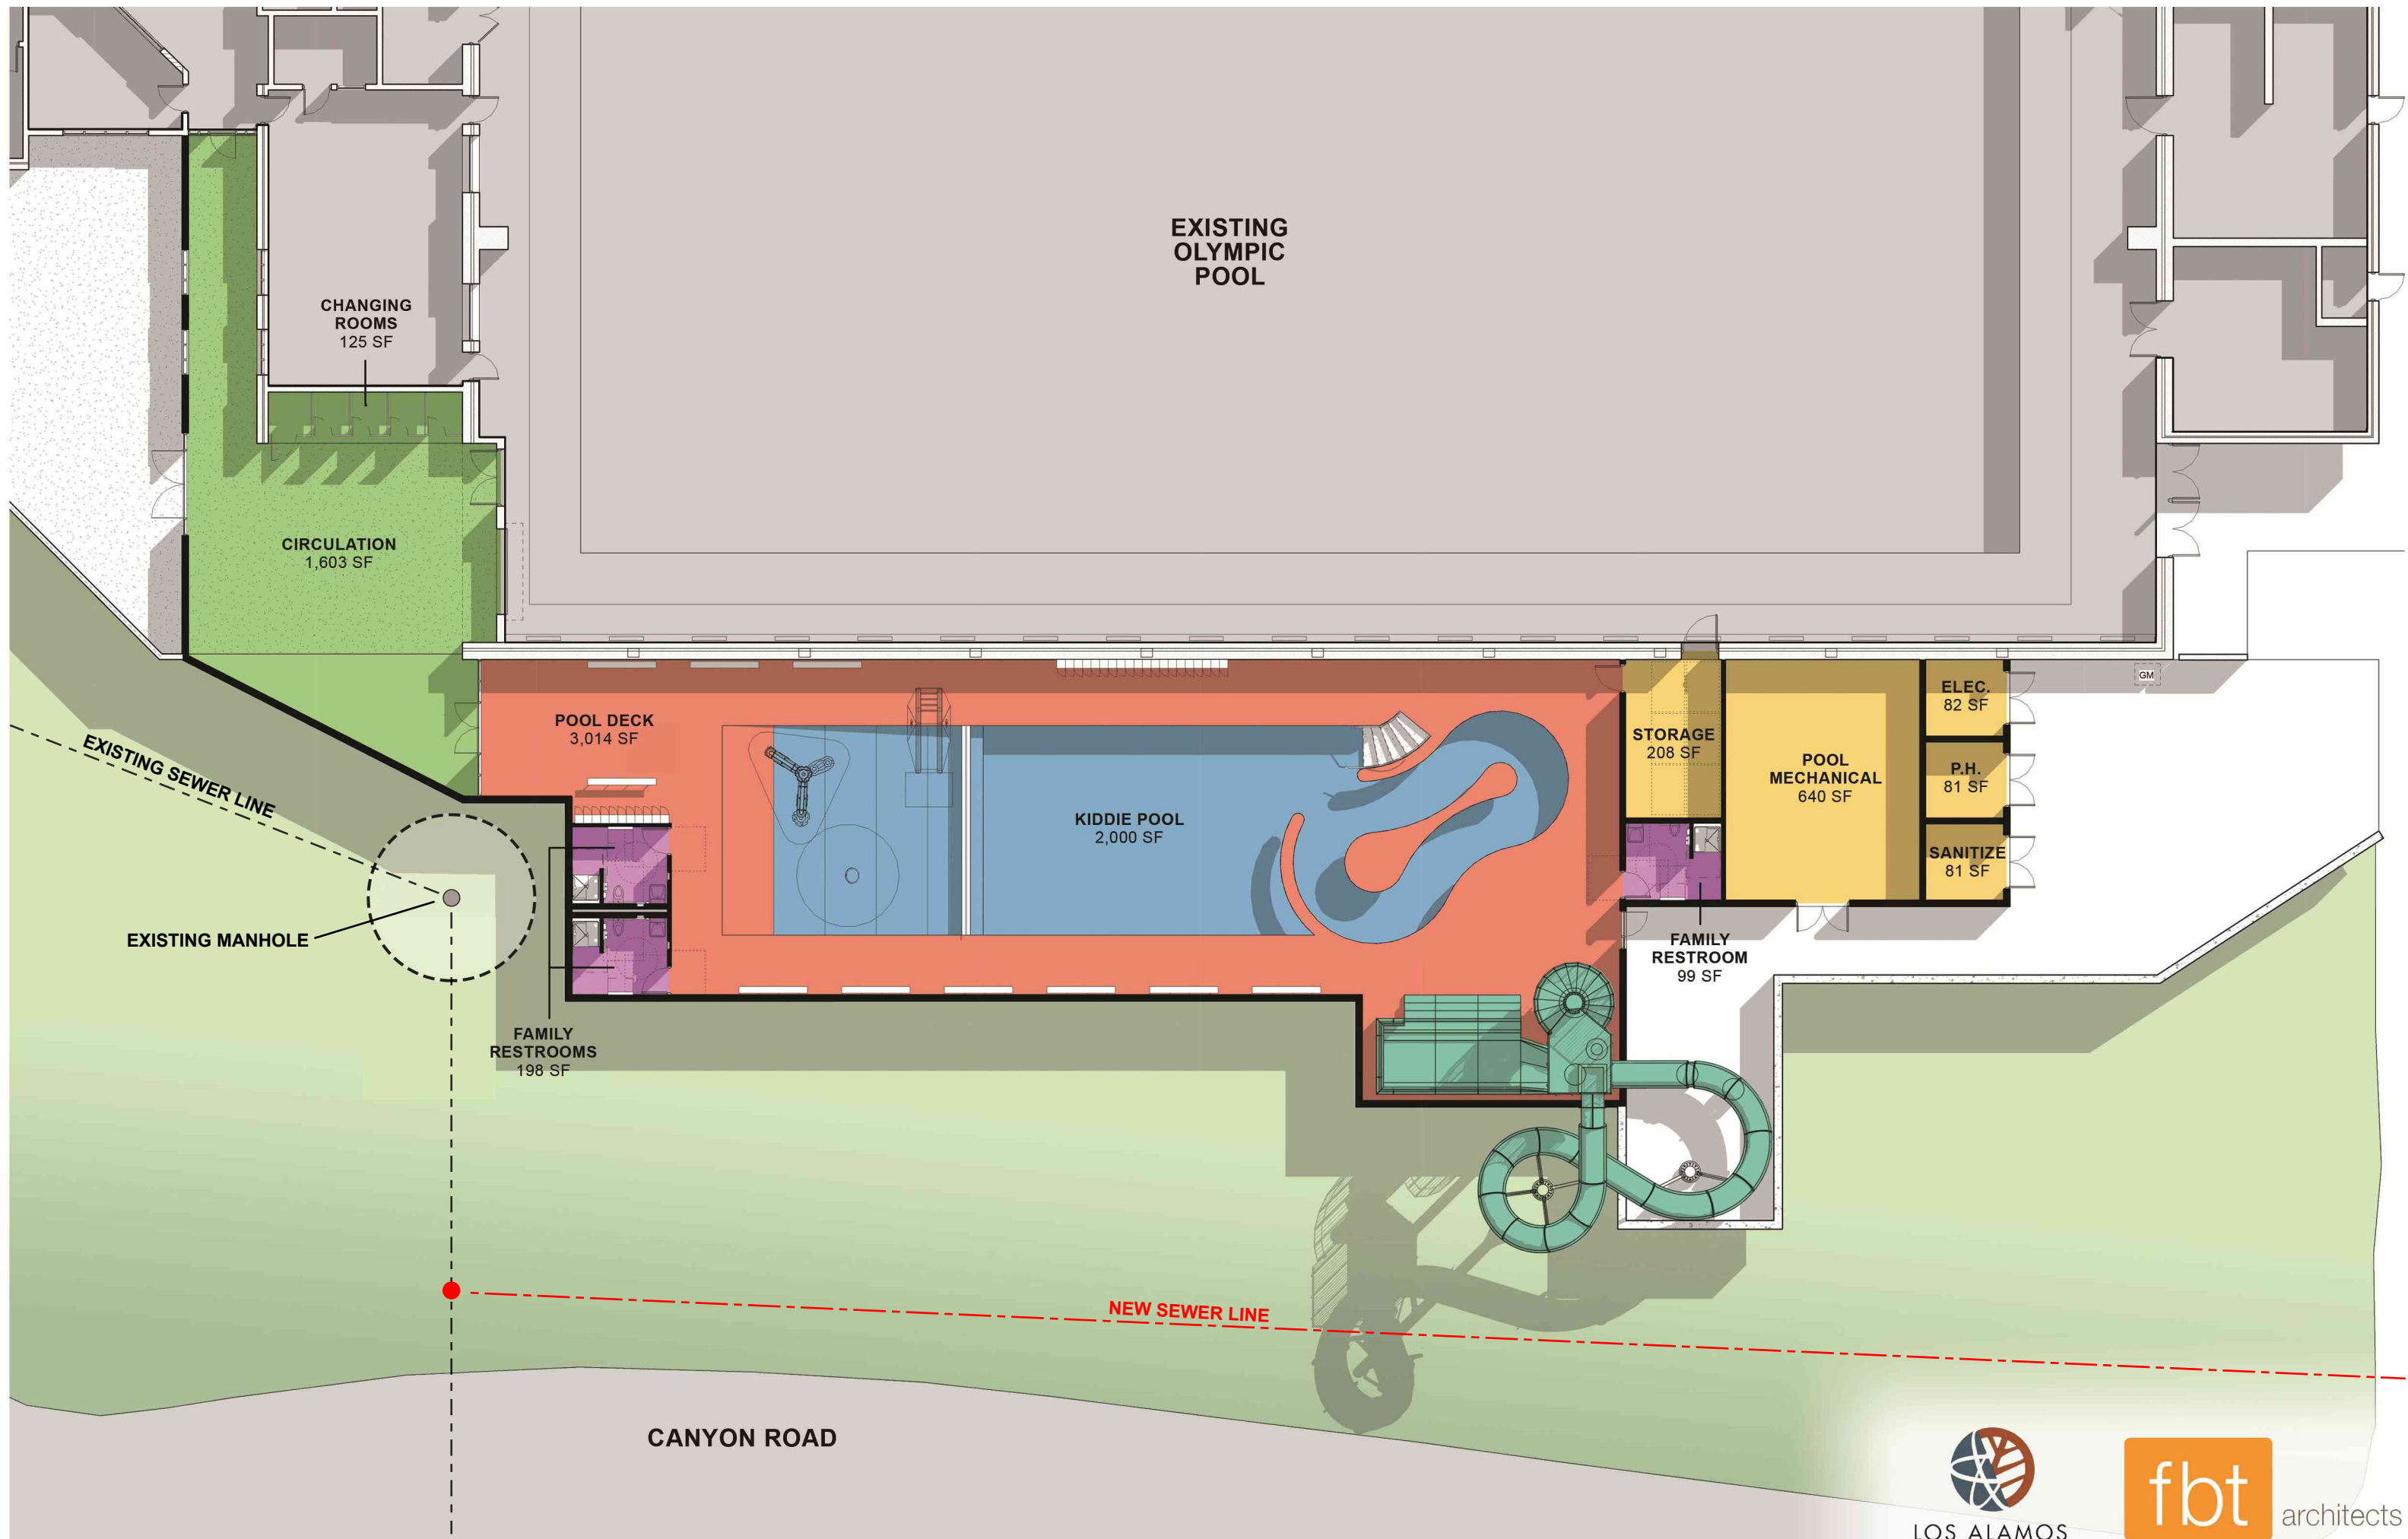 EXISTING
OLYMPIC
POOL
CHANGING
ROOMS
125 SF
CIRCULATION
1,603 SF
POOL DECK
3,014 SF
KIDDIE POOL
2,000 SF
STORAGE
208 SF
POOL
MECHANICAL
640 SF
ELEC.
82 SF
P.H.
81 SF
SANITIZE
81 SF
GM
EXISTING SEWER LINE
EXISTING MANHOLE
FAMILY
RESTROOMS
198 SF
FAMILY
RESTROOM
99 SF
NEW SEWER LINE
CANYON ROAD
LOS ALAMOS
fbt
architects